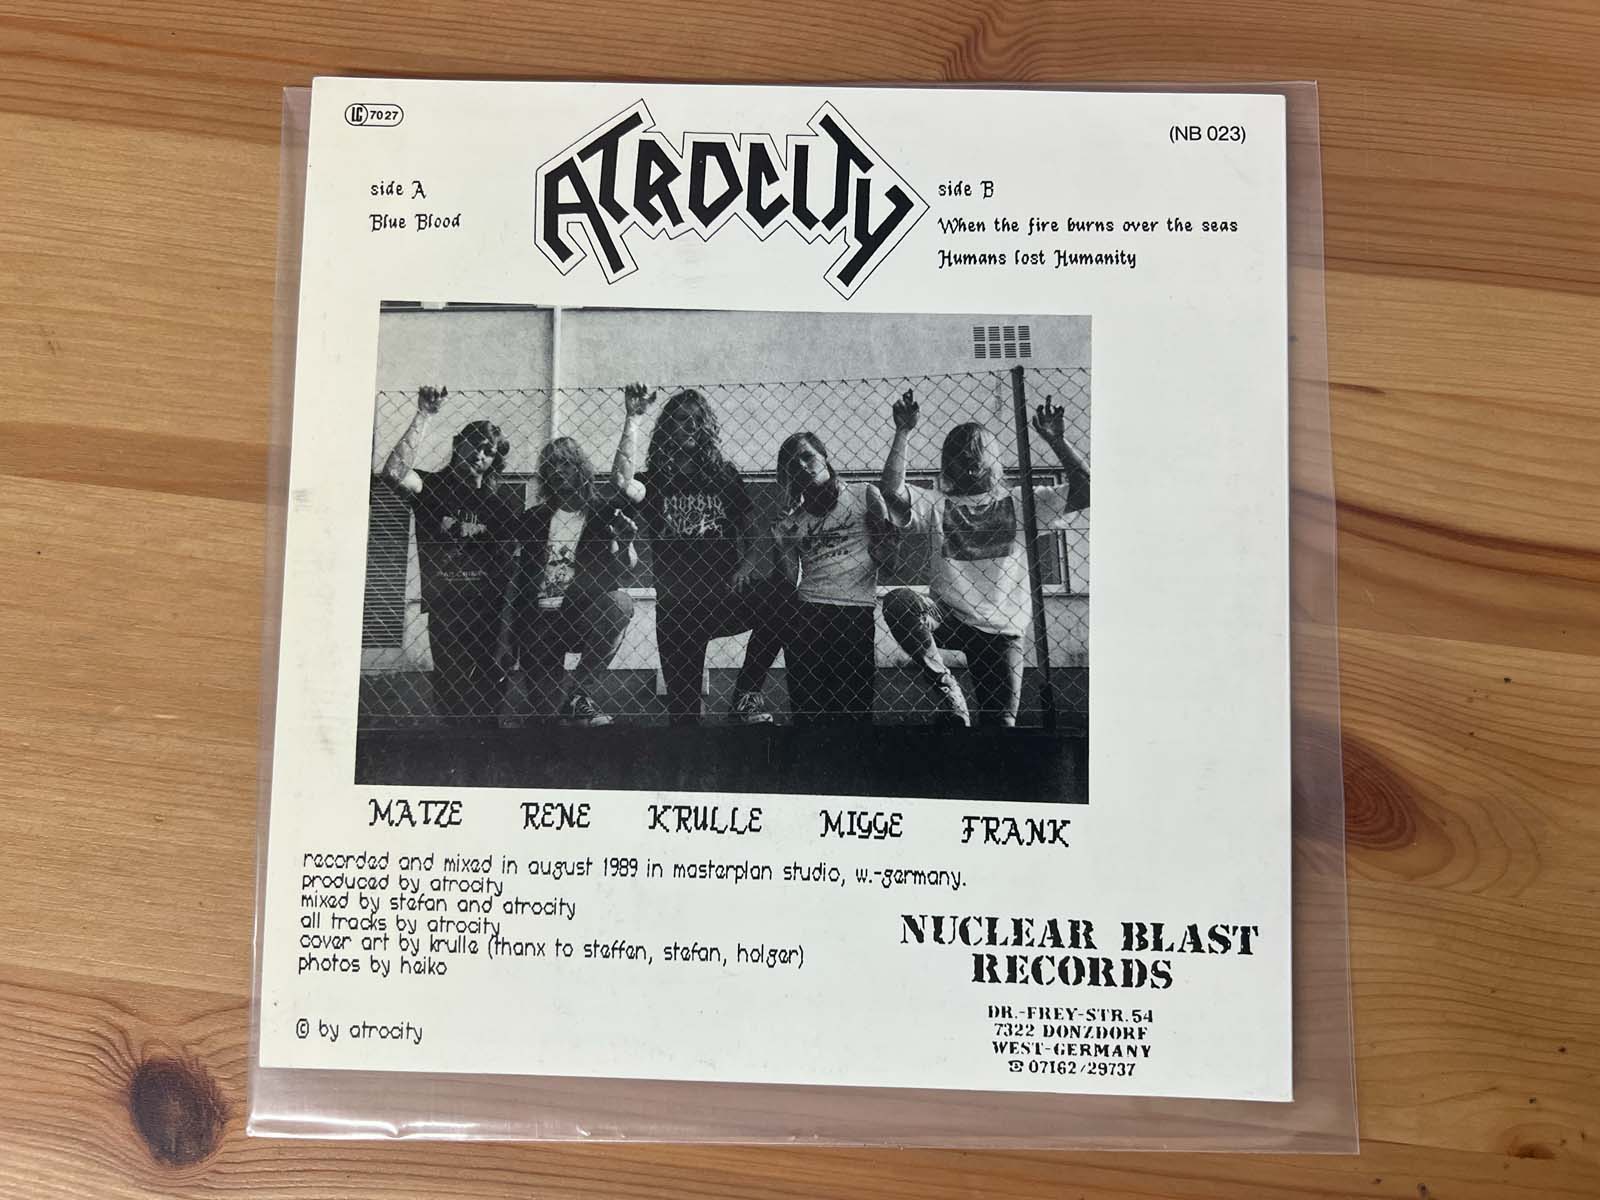 LC 7027
ATROCITY
(NB 023)
side A
Blue Blood
side B
When the fire burns over the seas
Humans lost Humanity
MORBID
MATZE RENE KRULLE MIGGE FRANK
recorded and mixed in august 1989 in masterplan studio, w.-germany.
produced by atrocity
mixed by stefan and atrocity
all tracks by atrocity
cover art by krulle (thanx to steffen, stefan, holger)
photos by heiko
© by atrocity
NUCLEAR BLAST
RECORDS
DR.-FREY-STR.54
7322 DONZDORF
WEST-GERMANY
☎ 07162/29737